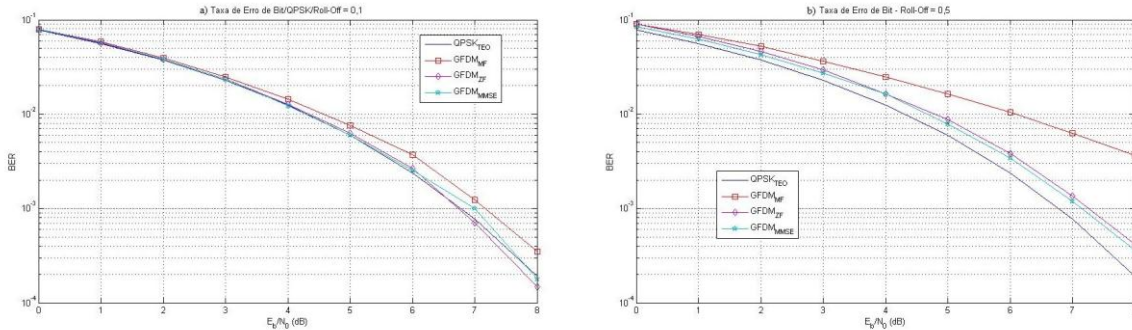 a) Taxa de Erro de Bit/QPSK/Roll-Off = 0,1
10^-1
10^-2
10^-3
10^-4
BER
QPSK_TEO
GFDM_MF
GFDM_ZF
GFDM_MMSE
0 1 2 3 4 5 6 7 8
E_b/N_0 (dB)
b) Taxa de Erro de Bit - Roll-Off = 0,5
10^-1
10^-2
10^-3
10^-4
BER
QPSK_TEO
GFDM_MF
GFDM_ZF
GFDM_MMSE
0 1 2 3 4 5 6 7
E_b/N_0 (dB)